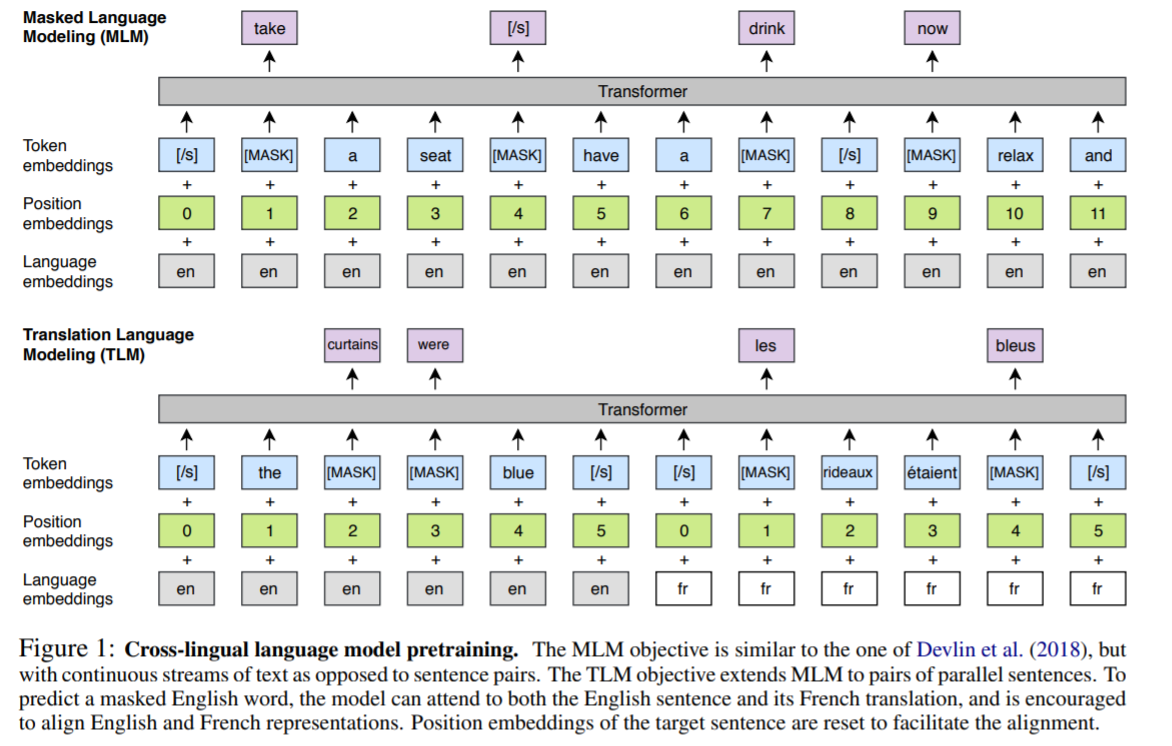 Masked Language
Modeling (MLM)
take [/s] drink now
Transformer
Token
embeddings
[/s] [MASK] a seat [MASK] have a [MASK] [/s] [MASK] relax and
+ + + + + + + + + + + +
Position
embeddings
0 1 2 3 4 5 6 7 8 9 10 11
+ + + + + + + + + + + +
Language
embeddings
en en en en en en en en en en en en
Translation Language
Modeling (TLM)
curtains were les bleus
Transformer
Token
embeddings
[/s] the [MASK] [MASK] blue [/s] [/s] [MASK] rideaux étaient [MASK] [/s]
+ + + + + + + + + + + +
Position
embeddings
0 1 2 3 4 5 0 1 2 3 4 5
+ + + + + + + + + + + +
Language
embeddings
en en en en en en fr fr fr fr fr fr
Figure 1: Cross-lingual language model pretraining. The MLM objective is similar to the one of Devlin et al. (2018), but
with continuous streams of text as opposed to sentence pairs. The TLM objective extends MLM to pairs of parallel sentences. To
predict a masked English word, the model can attend to both the English sentence and its French translation, and is encouraged
to align English and French representations. Position embeddings of the target sentence are reset to facilitate the alignment.